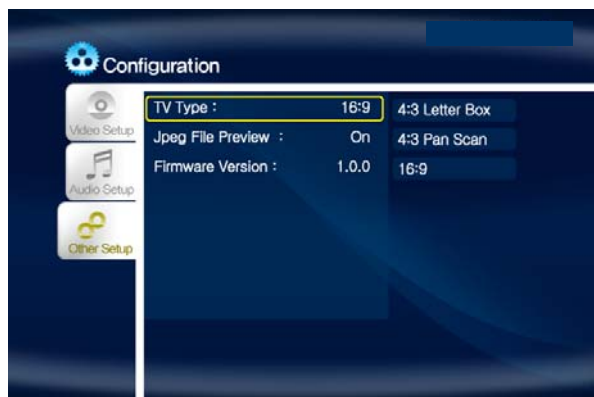 Configuration
Video Setup
Audio Setup
Other Setup
TV Type : 16:9
Jpeg File Preview : On
Firmware Version : 1.0.0
4:3 Letter Box
4:3 Pan Scan
16:9